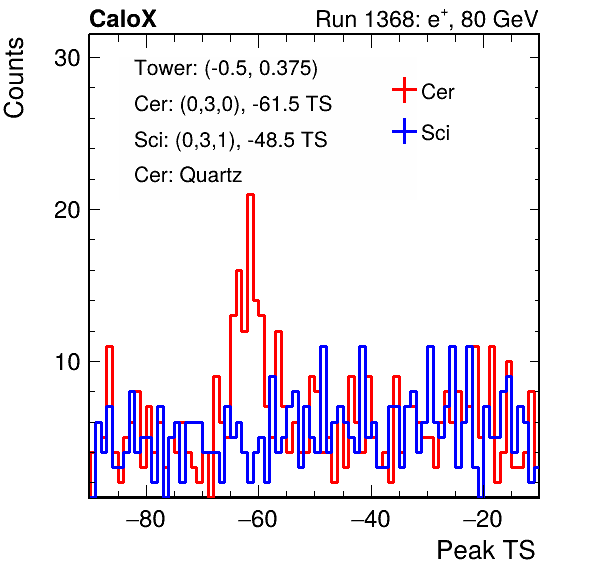 CaloX Run 1368: e⁺, 80 GeV
Counts
30
20
10
Tower: (-0.5, 0.375)
Cer: (0,3,0), -61.5 TS
Sci: (0,3,1), -48.5 TS
Cer: Quartz
Cer
Sci
−80 −60 −40 −20
Peak TS